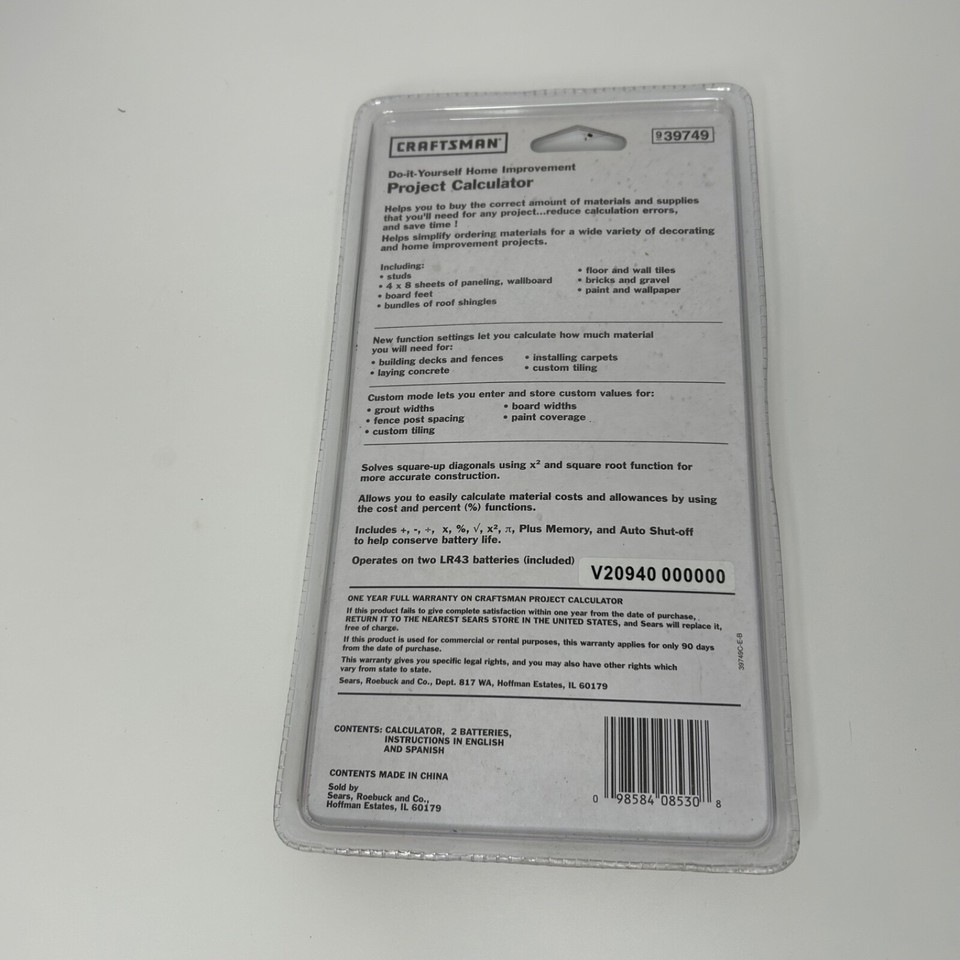 CRAFTSMAN®
9 39749
Do-it-Yourself Home Improvement
Project Calculator
Helps you to buy the correct amount of materials and supplies
that you'll need for any project...reduce calculation errors,
and save time !
Helps simplify ordering materials for a wide variety of decorating
and home improvement projects.
Including:
• studs
• 4 x 8 sheets of paneling, wallboard
• board feet
• bundles of roof shingles
• floor and wall tiles
• bricks and gravel
• paint and wallpaper
New function settings let you calculate how much material
you will need for:
• building decks and fences
• laying concrete
• installing carpets
• custom tiling
Custom mode lets you enter and store custom values for:
• grout widths
• fence post spacing
• custom tiling
• board widths
• paint coverage
Solves square-up diagonals using x² and square root function for
more accurate construction.
Allows you to easily calculate material costs and allowances by using
the cost and percent (%) functions.
Includes +, -, ÷, x, %, √, x², π, Plus Memory, and Auto Shut-off
to help conserve battery life.
Operates on two LR43 batteries (included)
V20940 000000
ONE YEAR FULL WARRANTY ON CRAFTSMAN PROJECT CALCULATOR
If this product fails to give complete satisfaction within one year from the date of purchase,
RETURN IT TO THE NEAREST SEARS STORE IN THE UNITED STATES, and Sears will replace it,
free of charge.
If this product is used for commercial or rental purposes, this warranty applies for only 90 days
from the date of purchase.
This warranty gives you specific legal rights, and you may also have other rights which
vary from state to state.
Sears, Roebuck and Co., Dept. 817 WA, Hoffman Estates, IL 60179
39749C-E-B
CONTENTS: CALCULATOR, 2 BATTERIES,
INSTRUCTIONS IN ENGLISH
AND SPANISH
CONTENTS MADE IN CHINA
Sold by
Sears, Roebuck and Co.,
Hoffman Estates, IL 60179
0 98584 08530 8